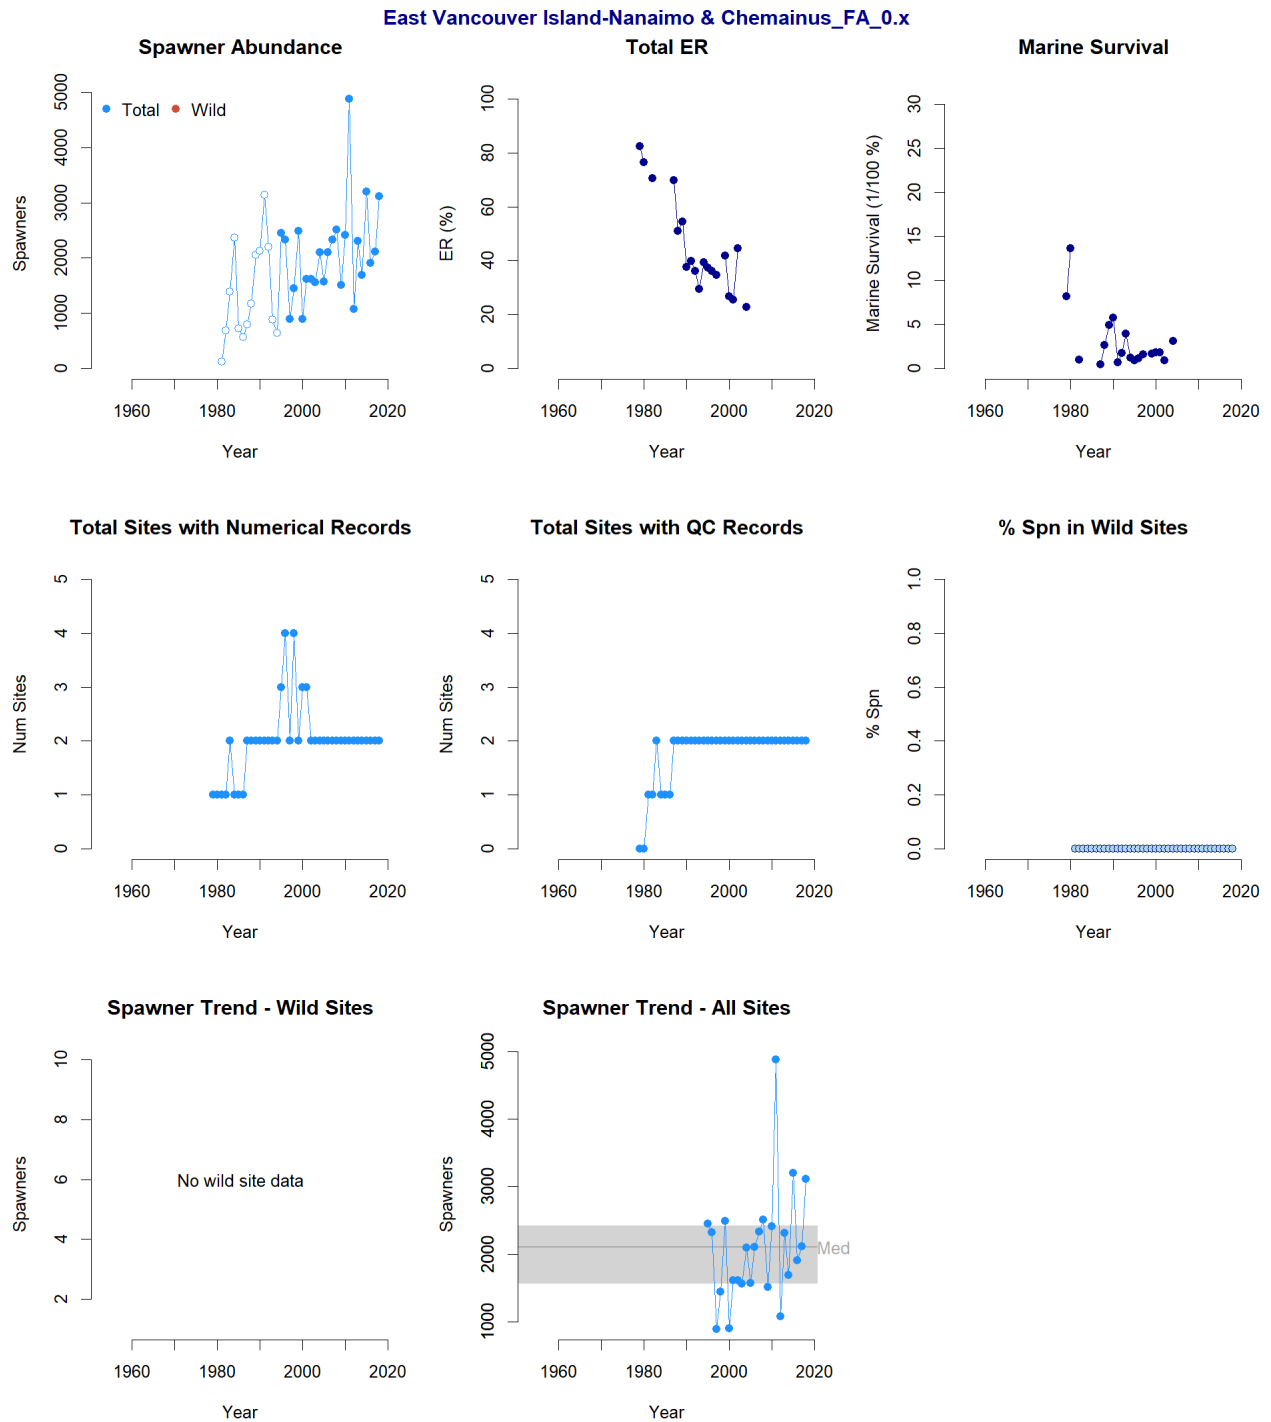 East Vancouver Island-Nanaimo & Chemainus_FA_0.x
Spawner Abundance
Spawners
5000
4000
3000
2000
1000
0
Total
Wild
1960
1980
2000
2020
Year
Total ER
ER (%)
100
80
60
40
20
0
1960
1980
2000
2020
Year
Marine Survival
Marine Survival (1/100 %)
30
25
20
15
10
5
0
1960
1980
2000
2020
Year
Total Sites with Numerical Records
Num Sites
5
4
3
2
1
0
1960
1980
2000
2020
Year
Total Sites with QC Records
Num Sites
5
4
3
2
1
0
1960
1980
2000
2020
Year
% Spn in Wild Sites
% Spn
1.0
0.8
0.6
0.4
0.2
0.0
1960
1980
2000
2020
Year
Spawner Trend - Wild Sites
Spawners
10
8
6
4
2
No wild site data
1960
1980
2000
2020
Year
Spawner Trend - All Sites
Spawners
5000
4000
3000
2000
1000
Med
1960
1980
2000
2020
Year